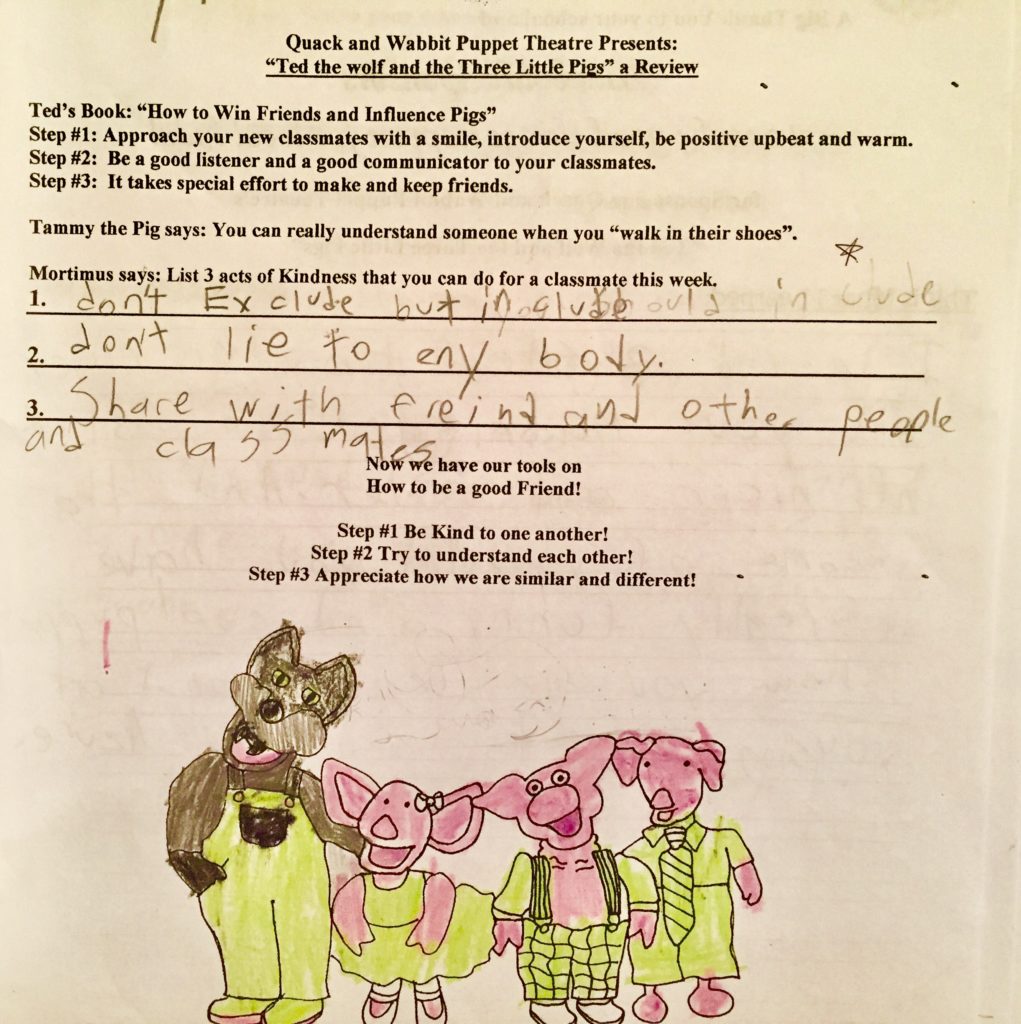 Quack and Wabbit Puppet Theatre Presents:
“Ted the wolf and the Three Little Pigs” a Review
Ted’s Book: “How to Win Friends and Influence Pigs”
Step #1: Approach your new classmates with a smile, introduce yourself, be positive upbeat and warm.
Step #2: Be a good listener and a good communicator to your classmates.
Step #3: It takes special effort to make and keep friends.
Tammy the Pig says: You can really understand someone when you “walk in their shoes”.
Mortimus says: List 3 acts of Kindness that you can do for a classmate this week.
1. don't Exclude but include in clude
2. don't lie to eny body.
3. Share with freind and other people
and class mates
Now we have our tools on
How to be a good Friend!
Step #1 Be Kind to one another!
Step #2 Try to understand each other!
Step #3 Appreciate how we are similar and different!